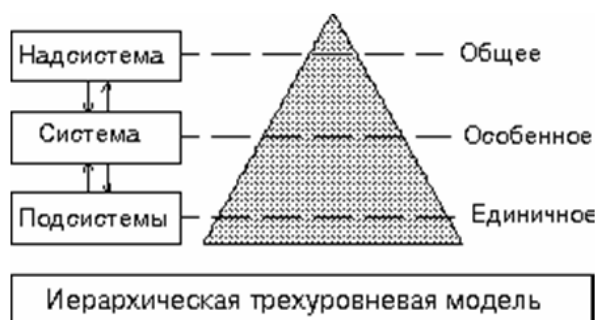 Надсистема
Общее
Система
Особенное
Подсистемы
Единичное
Иерархическая трехуровневая модель